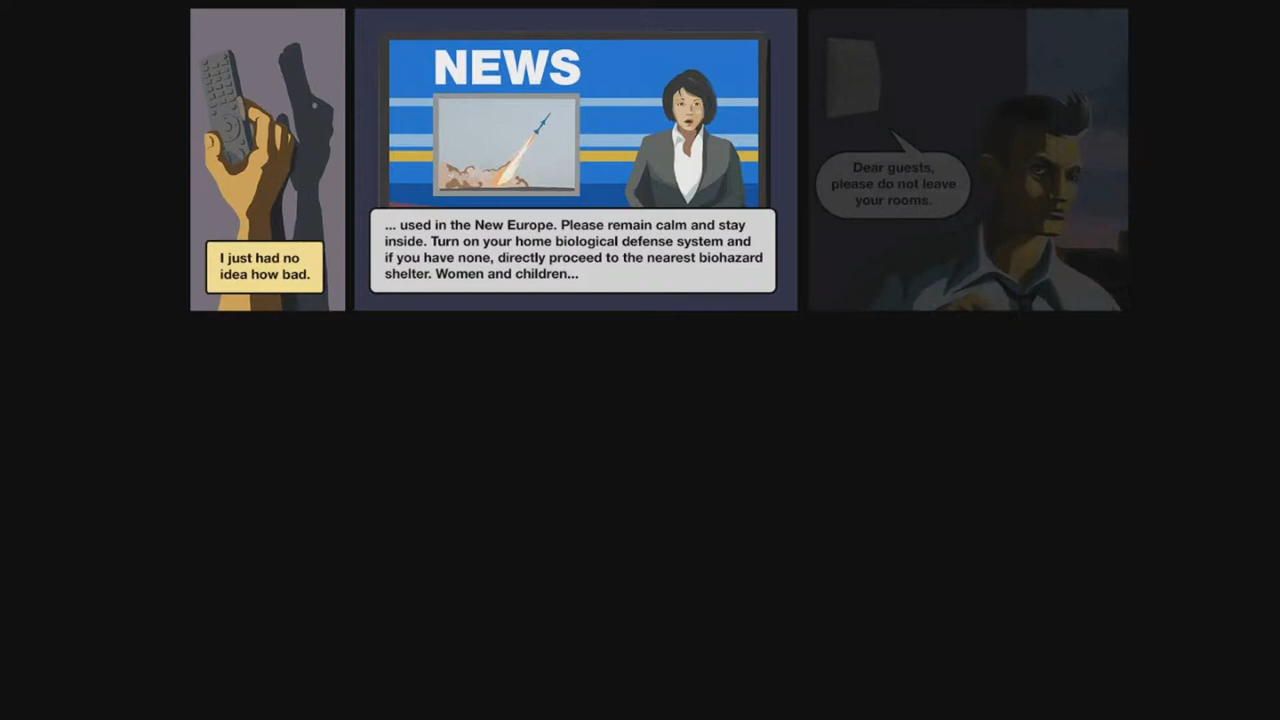 I just had no
idea how bad.
NEWS
... used in the New Europe. Please remain calm and stay
inside. Turn on your home biological defense system and
if you have none, directly proceed to the nearest biohazard
shelter. Women and children...
Dear guests,
please do not leave
your rooms.